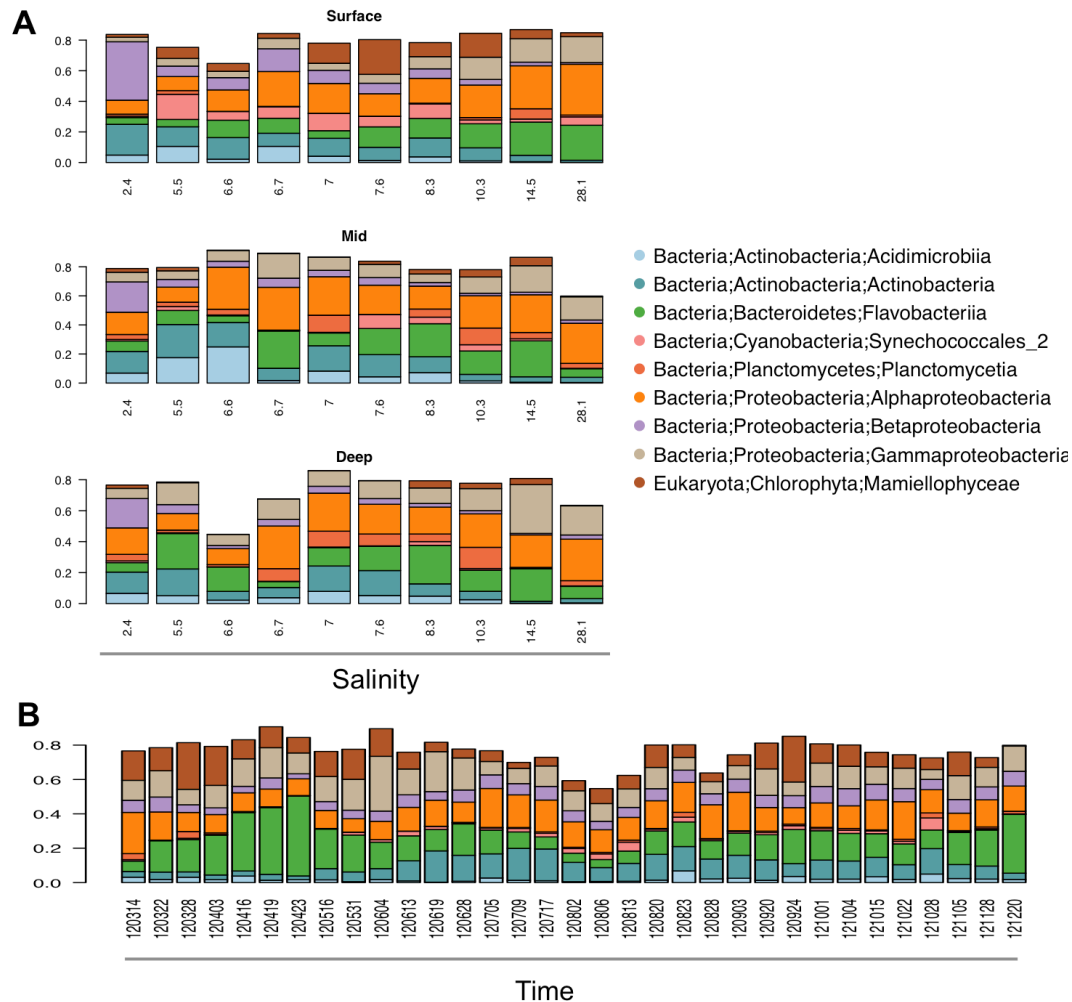 A
Surface
0.8
0.6
0.4
0.2
0.0
2.4 5.5 6.6 6.7 7 7.6 8.3 10.3 14.5 28.1
Mid
0.8
0.6
0.4
0.2
0.0
2.4 5.5 6.6 6.7 7 7.6 8.3 10.3 14.5 28.1
Deep
0.8
0.6
0.4
0.2
0.0
2.4 5.5 6.6 6.7 7 7.6 8.3 10.3 14.5 28.1
Salinity
Bacteria;Actinobacteria;Acidimicrobiia
Bacteria;Actinobacteria;Actinobacteria
Bacteria;Bacteroidetes;Flavobacteriia
Bacteria;Cyanobacteria;Synechococcales_2
Bacteria;Planctomycetes;Planctomycetia
Bacteria;Proteobacteria;Alphaproteobacteria
Bacteria;Proteobacteria;Betaproteobacteria
Bacteria;Proteobacteria;Gammaproteobacteria
Eukaryota;Chlorophyta;Mamiellophyceae
B
0.8
0.6
0.4
0.2
0.0
120314 120322 120328 120403 120416 120419 120423 120516 120531 120604 120613 120619 120628 120705 120709 120717 120802 120806 120813 120820 120823 120828 120903 120920 120924 121001 121004 121015 121022 121028 121105 121128 121220
Time